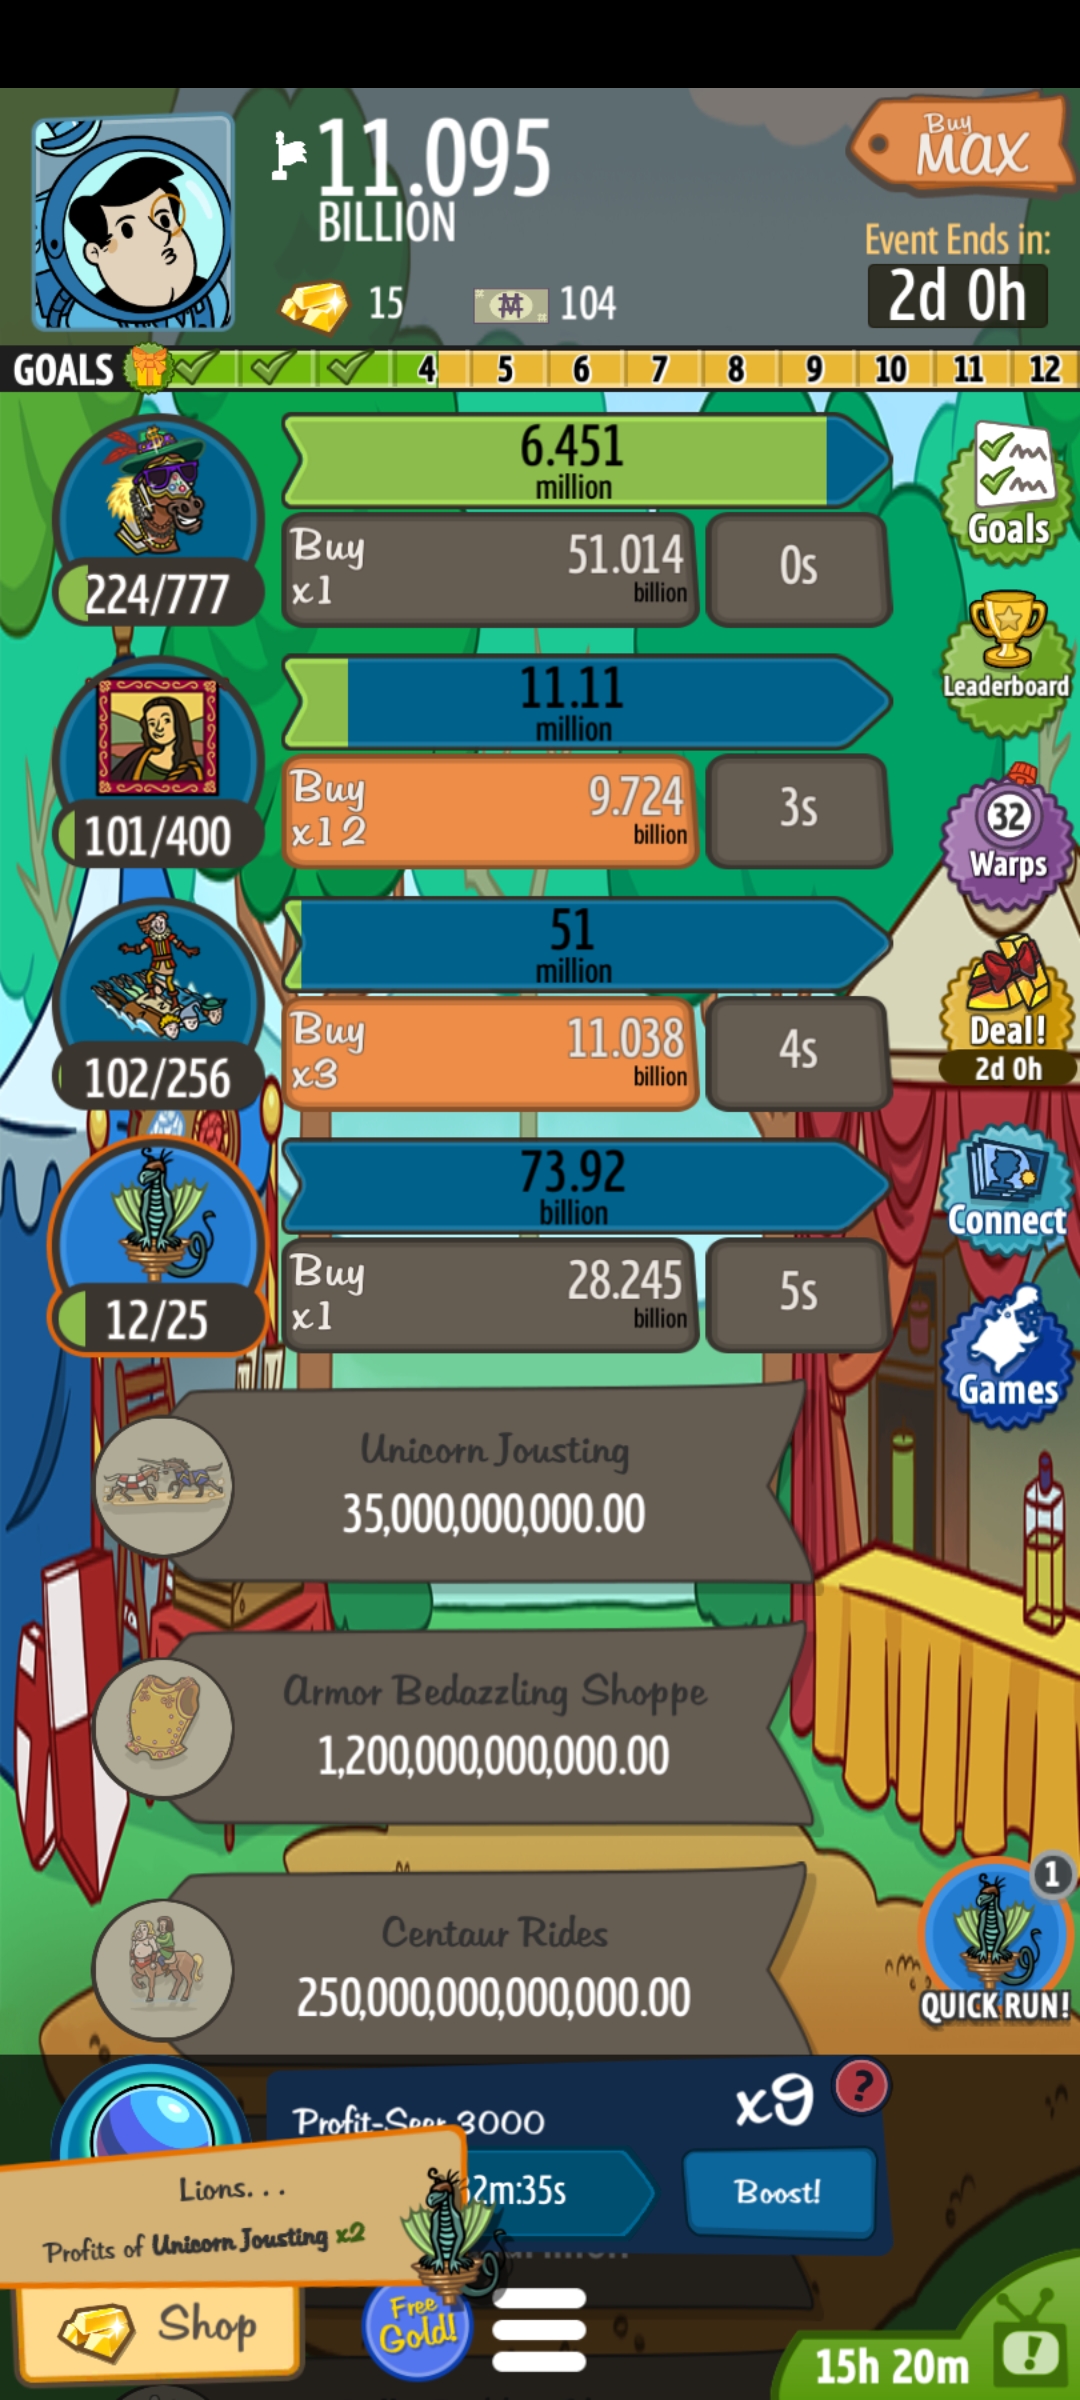 11.095
BILLION
Buy
MAX
Event Ends in:
2d 0h
15
104
GOALS
4
5
6
7
8
9
10
11
12
6.451
million
224/777
Buy
x1
51.014
billion
0s
Goals
11.11
million
101/400
Buy
x12
9.724
billion
3s
Leaderboard
32
Warps
51
million
102/256
Buy
x3
11.038
billion
4s
Deal!
2d 0h
73.92
billion
12/25
Buy
x1
28.245
billion
5s
Connect
Games
Unicorn Jousting
35,000,000,000.00
Armor Bedazzling Shoppe
1,200,000,000,000.00
Centaur Rides
250,000,000,000,000.00
1
QUICK RUN!
Profit-Seer 3000
x9
?
2m:35s
Boost!
Lions...
Profits of Unicorn Jousting x2
Shop
Free
Gold!
15h 20m
!